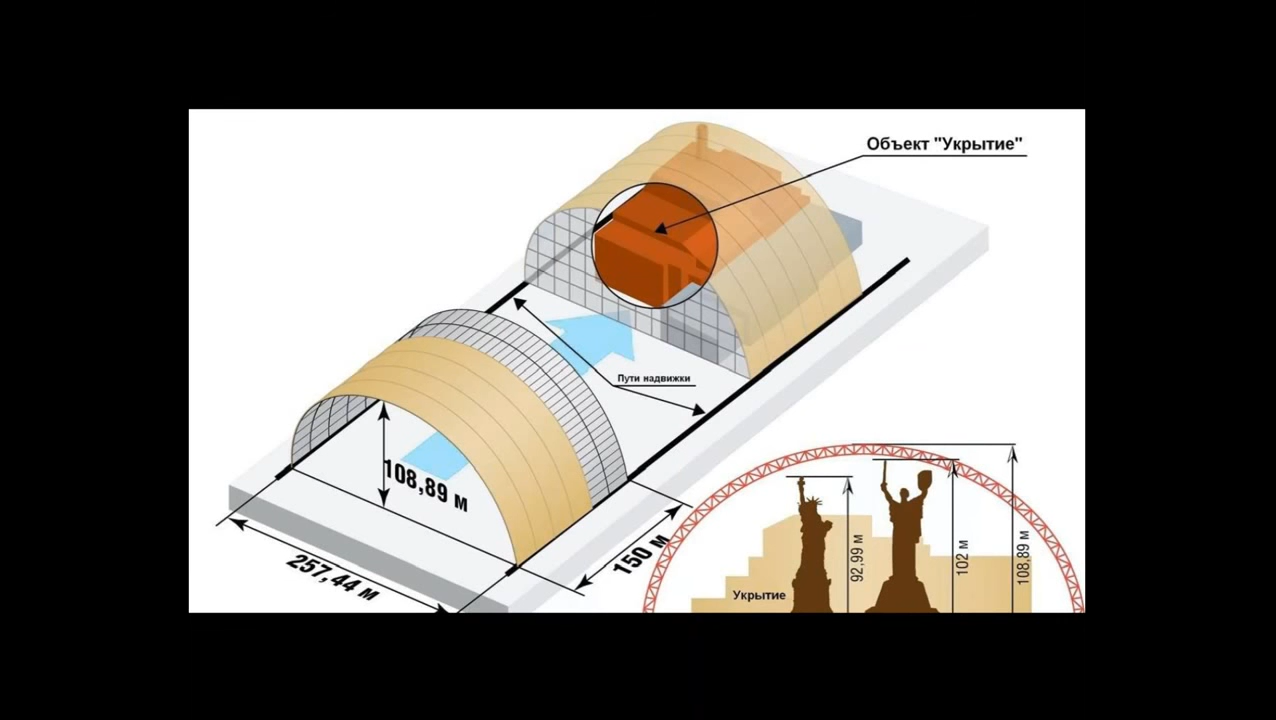 Объект "Укрытие"
Пути надвижки
108,89 м
257,44 м
150 м
92,99 м
102 м
108,89 м
Укрытие